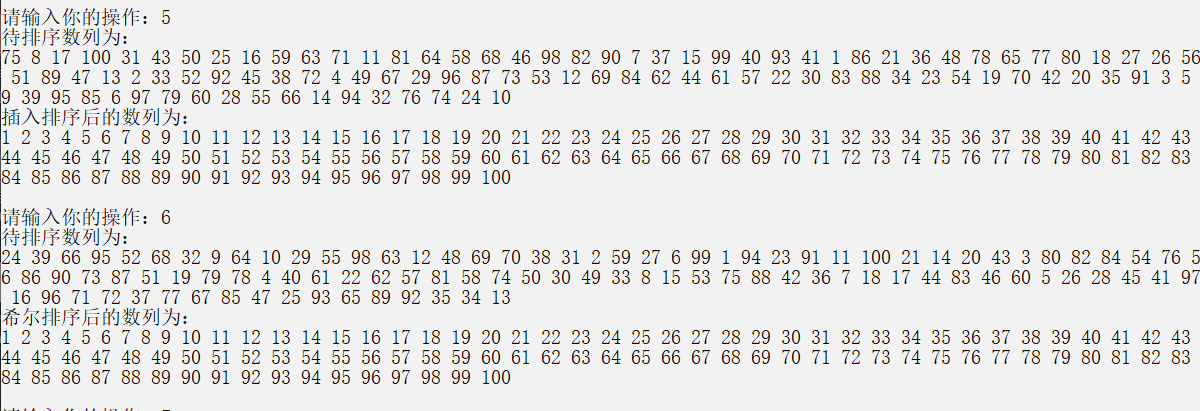 请输入你的操作：5
待排序数列为：
75 8 17 100 31 43 50 25 16 59 63 71 11 81 64 58 68 46 98 82 90 7 37 15 99 40 93 41 1 86 21 36 48 78 65 77 80 18 27 26 56
51 89 47 13 2 33 52 92 45 38 72 4 49 67 29 96 87 73 53 12 69 84 62 44 61 57 22 30 83 88 34 23 54 19 70 42 20 35 91 3 5
9 39 95 85 6 97 79 60 28 55 66 14 94 32 76 74 24 10
插入排序后的数列为：
1 2 3 4 5 6 7 8 9 10 11 12 13 14 15 16 17 18 19 20 21 22 23 24 25 26 27 28 29 30 31 32 33 34 35 36 37 38 39 40 41 42 43
44 45 46 47 48 49 50 51 52 53 54 55 56 57 58 59 60 61 62 63 64 65 66 67 68 69 70 71 72 73 74 75 76 77 78 79 80 81 82 83
84 85 86 87 88 89 90 91 92 93 94 95 96 97 98 99 100
请输入你的操作：6
待排序数列为：
24 39 66 95 52 68 32 9 64 10 29 55 98 63 12 48 69 70 38 31 2 59 27 6 99 1 94 23 91 11 100 21 14 20 43 3 80 82 84 54 76 5
6 86 90 73 87 51 19 79 78 4 40 61 22 62 57 81 58 74 50 30 49 33 8 15 53 75 88 42 36 7 18 17 44 83 46 60 5 26 28 45 41 97
16 96 71 72 37 77 67 85 47 25 93 65 89 92 35 34 13
希尔排序后的数列为：
1 2 3 4 5 6 7 8 9 10 11 12 13 14 15 16 17 18 19 20 21 22 23 24 25 26 27 28 29 30 31 32 33 34 35 36 37 38 39 40 41 42 43
44 45 46 47 48 49 50 51 52 53 54 55 56 57 58 59 60 61 62 63 64 65 66 67 68 69 70 71 72 73 74 75 76 77 78 79 80 81 82 83
84 85 86 87 88 89 90 91 92 93 94 95 96 97 98 99 100